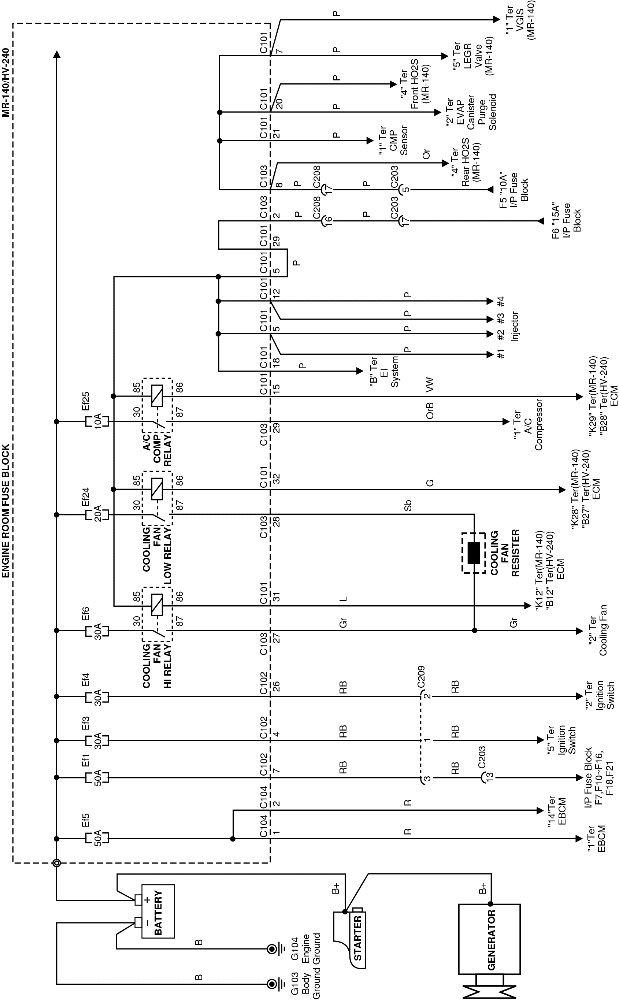 MR-140/HV-240
ENGINE ROOM FUSE BLOCK
C101
7
P
"1" Ter
VGIS
(MR-140)
P
"5" Ter
LEGR
Valve
(MR-140)
C101
20
P
"4" Ter
Front HO2S
(MR-140)
P
"2" Ter
EVAP
Canister
Purge
Solenoid
C101
21
P
"1" Ter
CMP
Sensor
Or
"4" Ter
Rear HO2S
(MR-140)
C103
8
P
C208
17
P
C203
5
P
F5 "10A"
I/P Fuse
Block
C103
2
P
C208
16
P
C203
17
P
F6 "15A"
I/P Fuse
Block
C101
29
P
C101
5
C101
12
P
#4
P
#3
C101
5
P
#2
P
#1
Injector
C101
18
P
"B" Ter
EI
System
Ef25
10A
30
85
87
86
A/C
COMP
RELAY
C101
15
VW
"K29" Ter(MR-140)
"B28" Ter(HV-240)
ECM
C103
29
OrB
"1" Ter
A/C
Compressor
Ef24
20A
30
85
87
86
COOLING
FAN
LOW RELAY
C101
32
G
"K28" Ter(MR-140)
"B27" Ter(HV-240)
ECM
C103
28
Sb
COOLING
FAN
RESISTER
Ef6
30A
30
85
87
86
COOLING
FAN
HI RELAY
C101
31
L
"K12" Ter(MR-140)
"B12" Ter(HV-240)
ECM
C103
27
Gr
Gr
"2" Ter
Cooling Fan
Ef4
30A
C102
26
RB
C209
2
RB
"2" Ter
Ignition
Switch
Ef3
30A
C102
4
RB
1
RB
"5" Ter
Ignition
Switch
Ef1
50A
C102
7
RB
3
RB
C203
13
I/P Fuse Block
F7,F10~F16,
F18,F21
Ef5
50A
C104
2
R
"14"Ter
EBCM
C104
1
R
"1"Ter
EBCM
+
−
BATTERY
B+
B+
STARTER
GENERATOR
B
G104
Engine
Ground
B
G103
Body
Ground